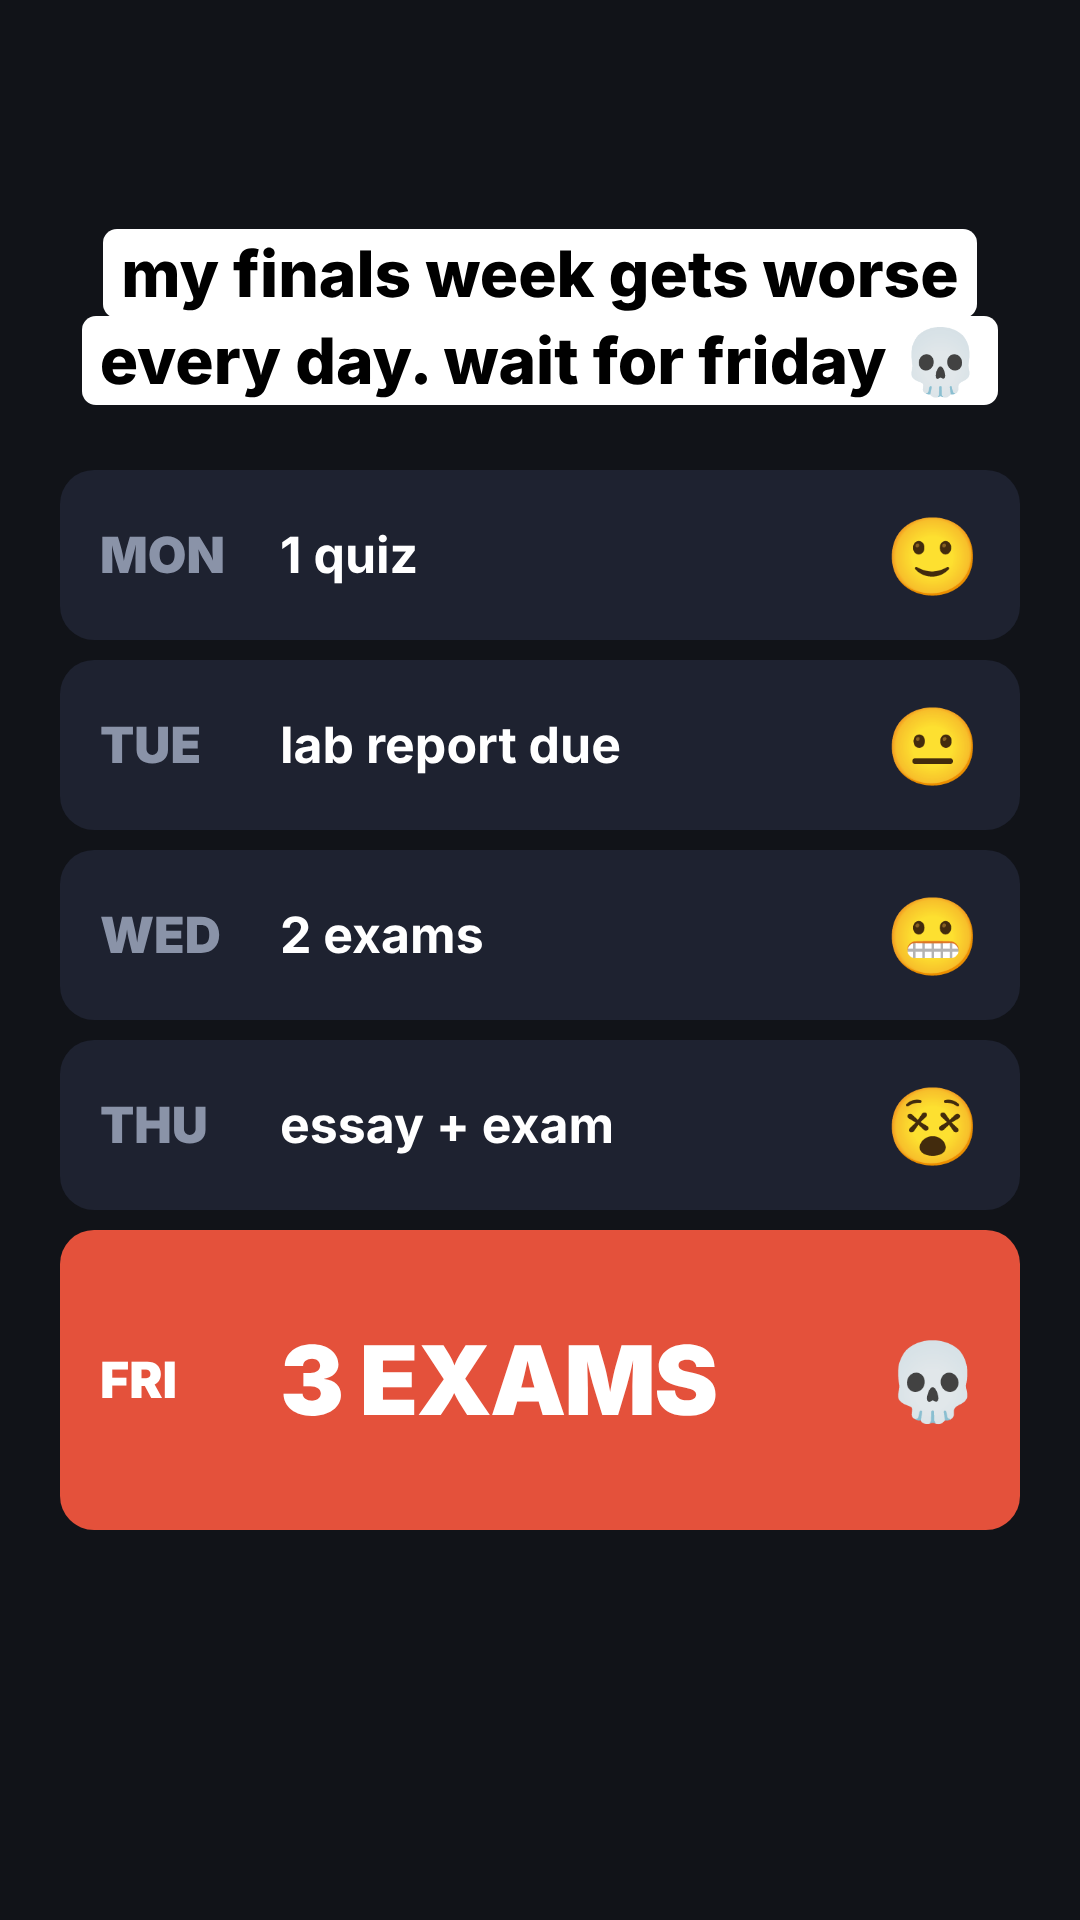 my finals week gets worse
every day. wait for friday 💀
MON 1 quiz 🙂
TUE lab report due 😐
WED 2 exams 😬
THU essay + exam 😵
FRI 3 EXAMS 💀